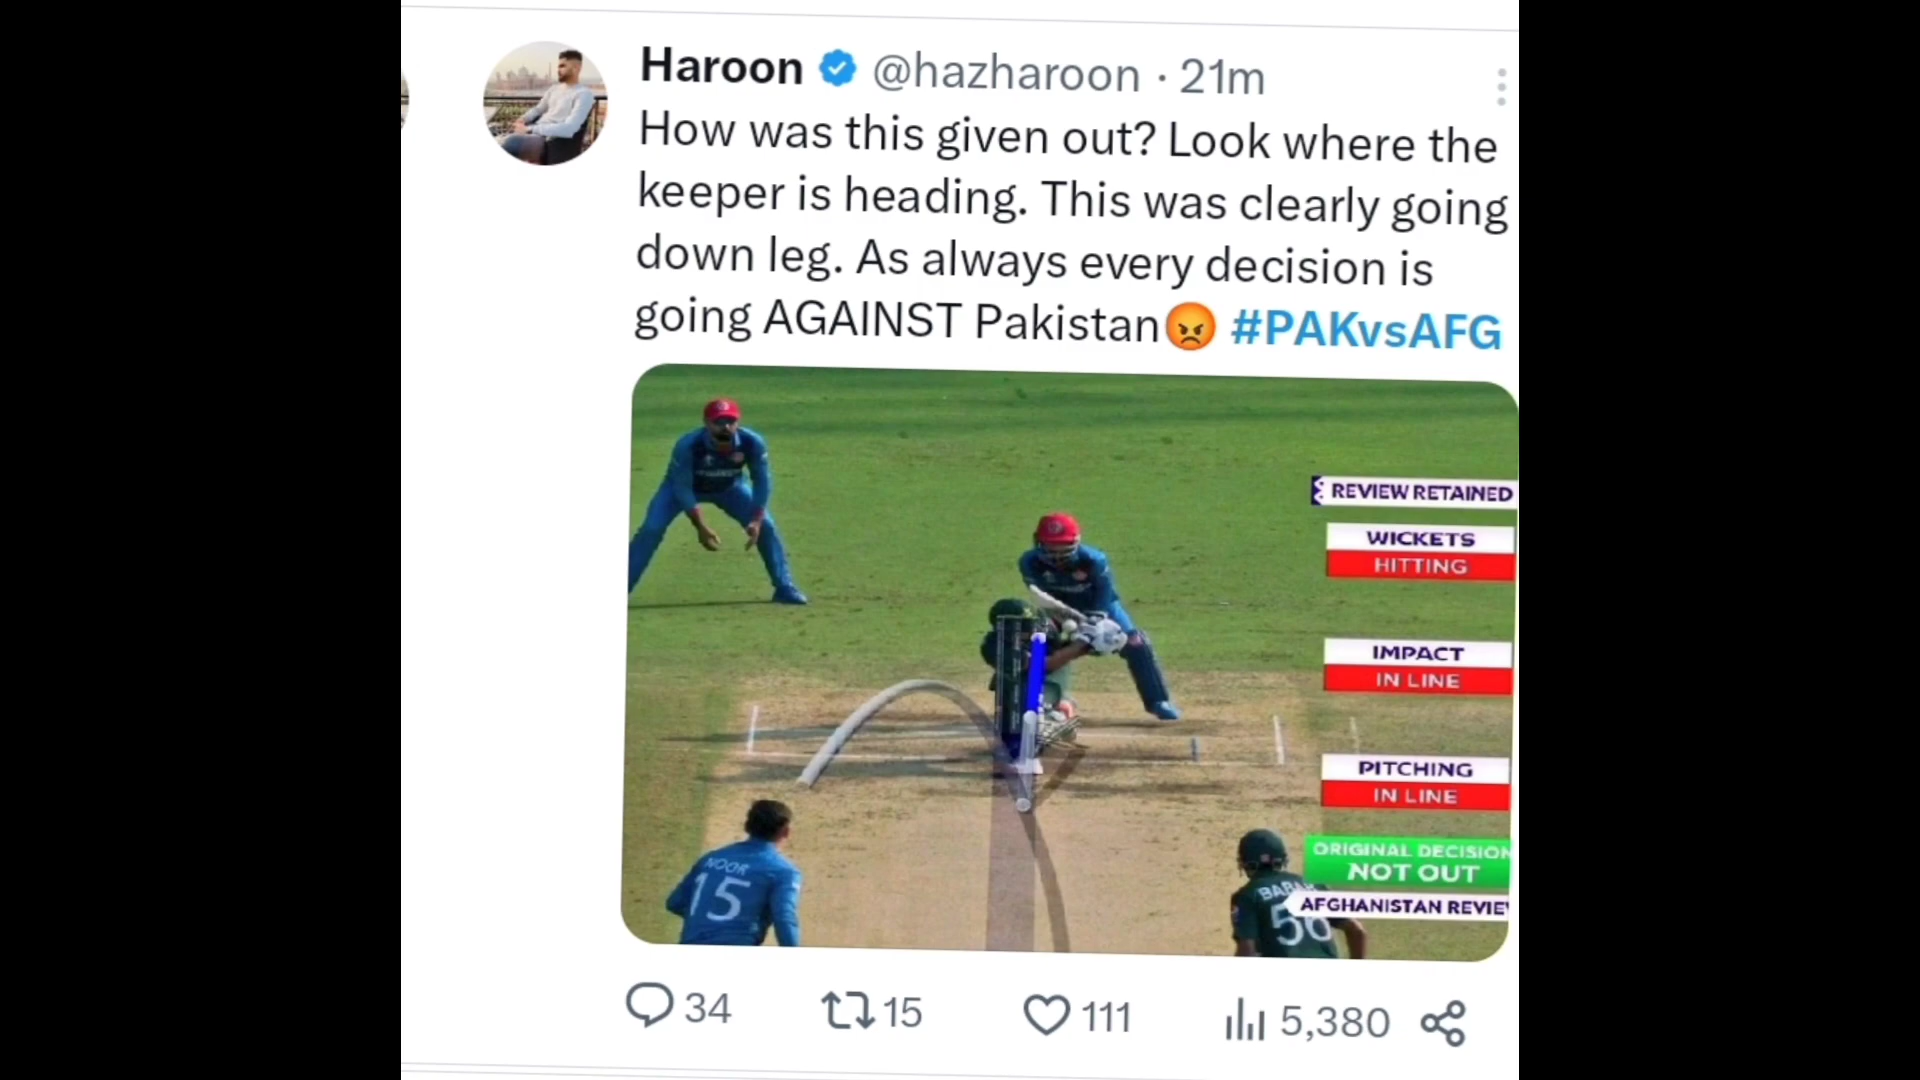 Haroon @hazharoon · 21m
How was this given out? Look where the
keeper is heading. This was clearly going
down leg. As always every decision is
going AGAINST Pakistan😡 #PAKvsAFG
REVIEW RETAINED
WICKETS
HITTING
IMPACT
IN LINE
PITCHING
IN LINE
ORIGINAL DECISION
NOT OUT
AFGHANISTAN REVIE
NOOR
15
BABAR
56
34 15 111 5,380